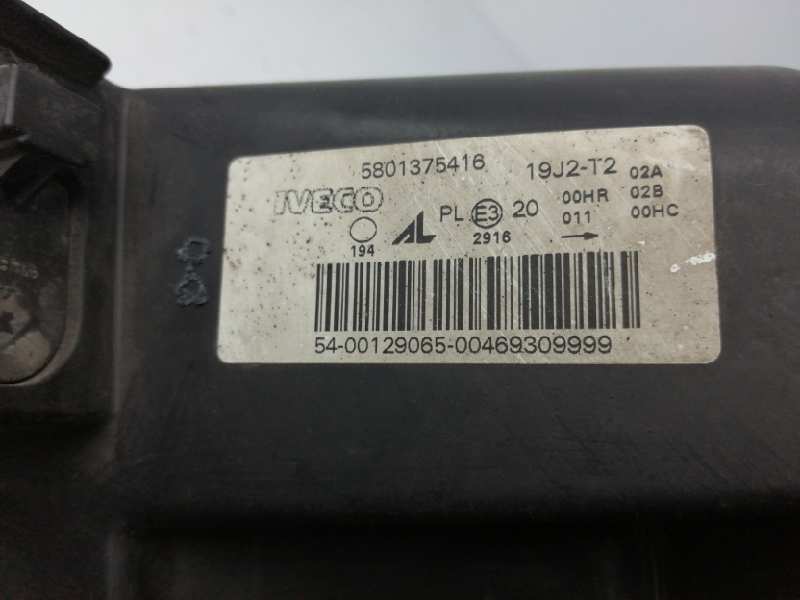 5801375416 19J2-T2 02A
IVECO PL E3 20 00HR 02B
AL 011 00HC
194 2916
54-00129065-00469309999